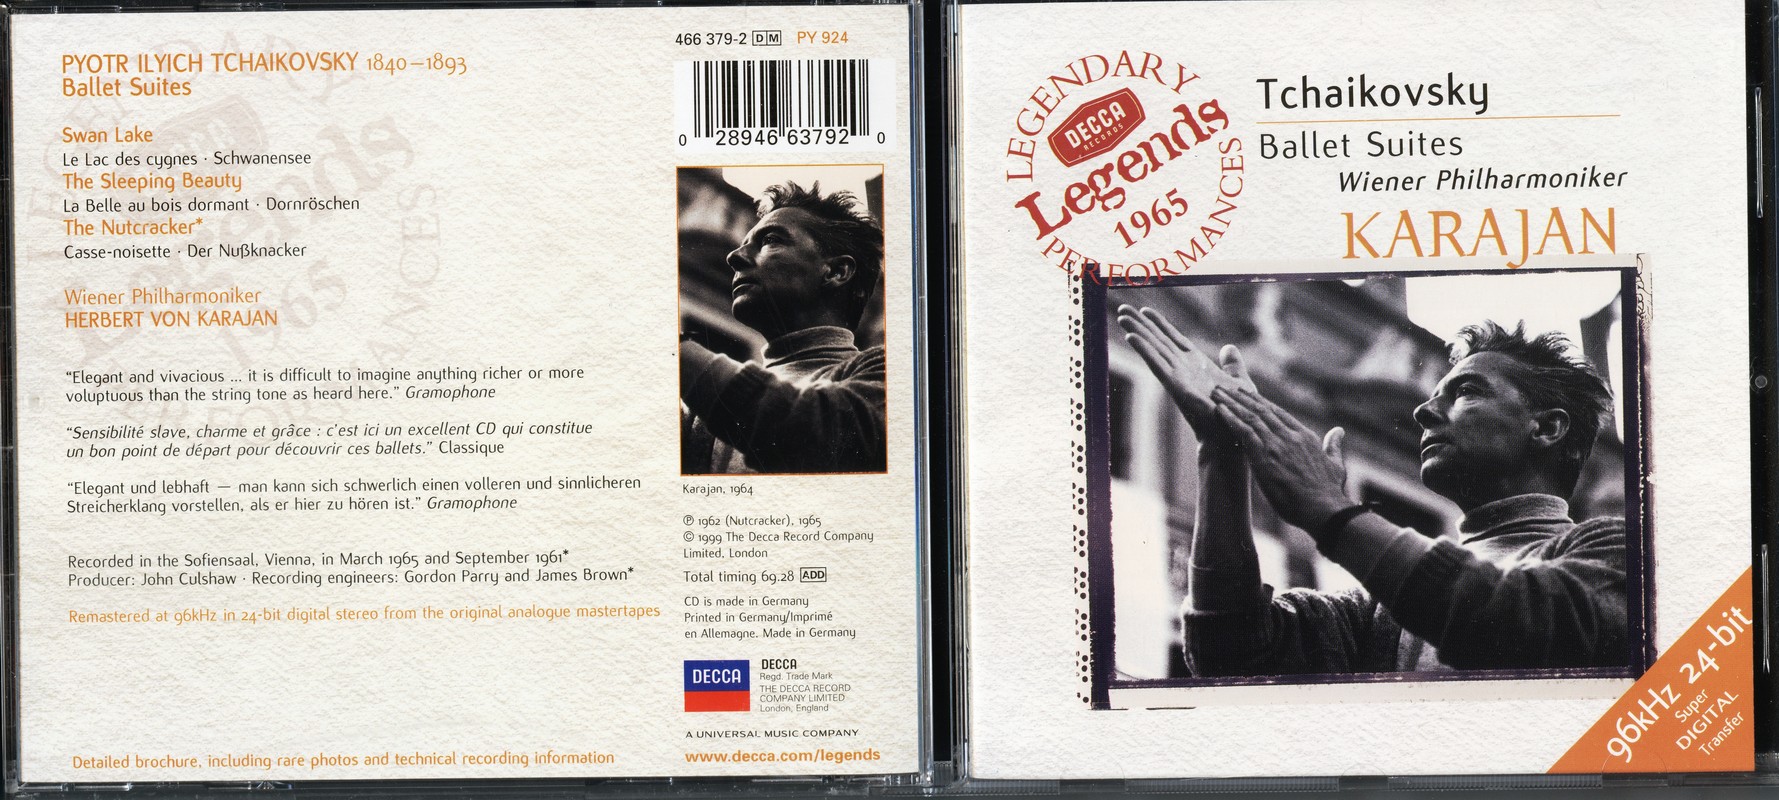 PYOTR ILYICH TCHAIKOVSKY 1840–1893
Ballet Suites
Swan Lake
Le Lac des cygnes · Schwanensee
The Sleeping Beauty
La Belle au bois dormant · Dornröschen
The Nutcracker*
Casse-noisette · Der Nußknacker
Wiener Philharmoniker
HERBERT VON KARAJAN
“Elegant and vivacious ... it is difficult to imagine anything richer or more
voluptuous than the string tone as heard here.” Gramophone
“Sensibilité slave, charme et grâce : c’est ici un excellent CD qui constitue
un bon point de départ pour découvrir ces ballets.” Classique
“Elegant und lebhaft — man kann sich schwerlich einen volleren und sinnlicheren
Streicherklang vorstellen, als er hier zu hören ist.” Gramophone
Recorded in the Sofiensaal, Vienna, in March 1965 and September 1961*
Producer: John Culshaw · Recording engineers: Gordon Parry and James Brown*
Remastered at 96kHz in 24-bit digital stereo from the original analogue mastertapes
Detailed brochure, including rare photos and technical recording information
466 379-2 DM PY 924
0 28946 63792 0
Karajan, 1964
℗ 1962 (Nutcracker), 1965
© 1999 The Decca Record Company
Limited, London
Total timing 69.28 ADD
CD is made in Germany
Printed in Germany/Imprimé
en Allemagne. Made in Germany
DECCA
DECCA
Regd. Trade Mark
THE DECCA RECORD
COMPANY LIMITED
London, England
A UNIVERSAL MUSIC COMPANY
www.decca.com/legends
LEGENDARY
DECCA
RECORDS
Legends
1965
PERFORMANCES
Tchaikovsky
Ballet Suites
Wiener Philharmoniker
KARAJAN
96kHz 24-bit
Super
DIGITAL
Transfer